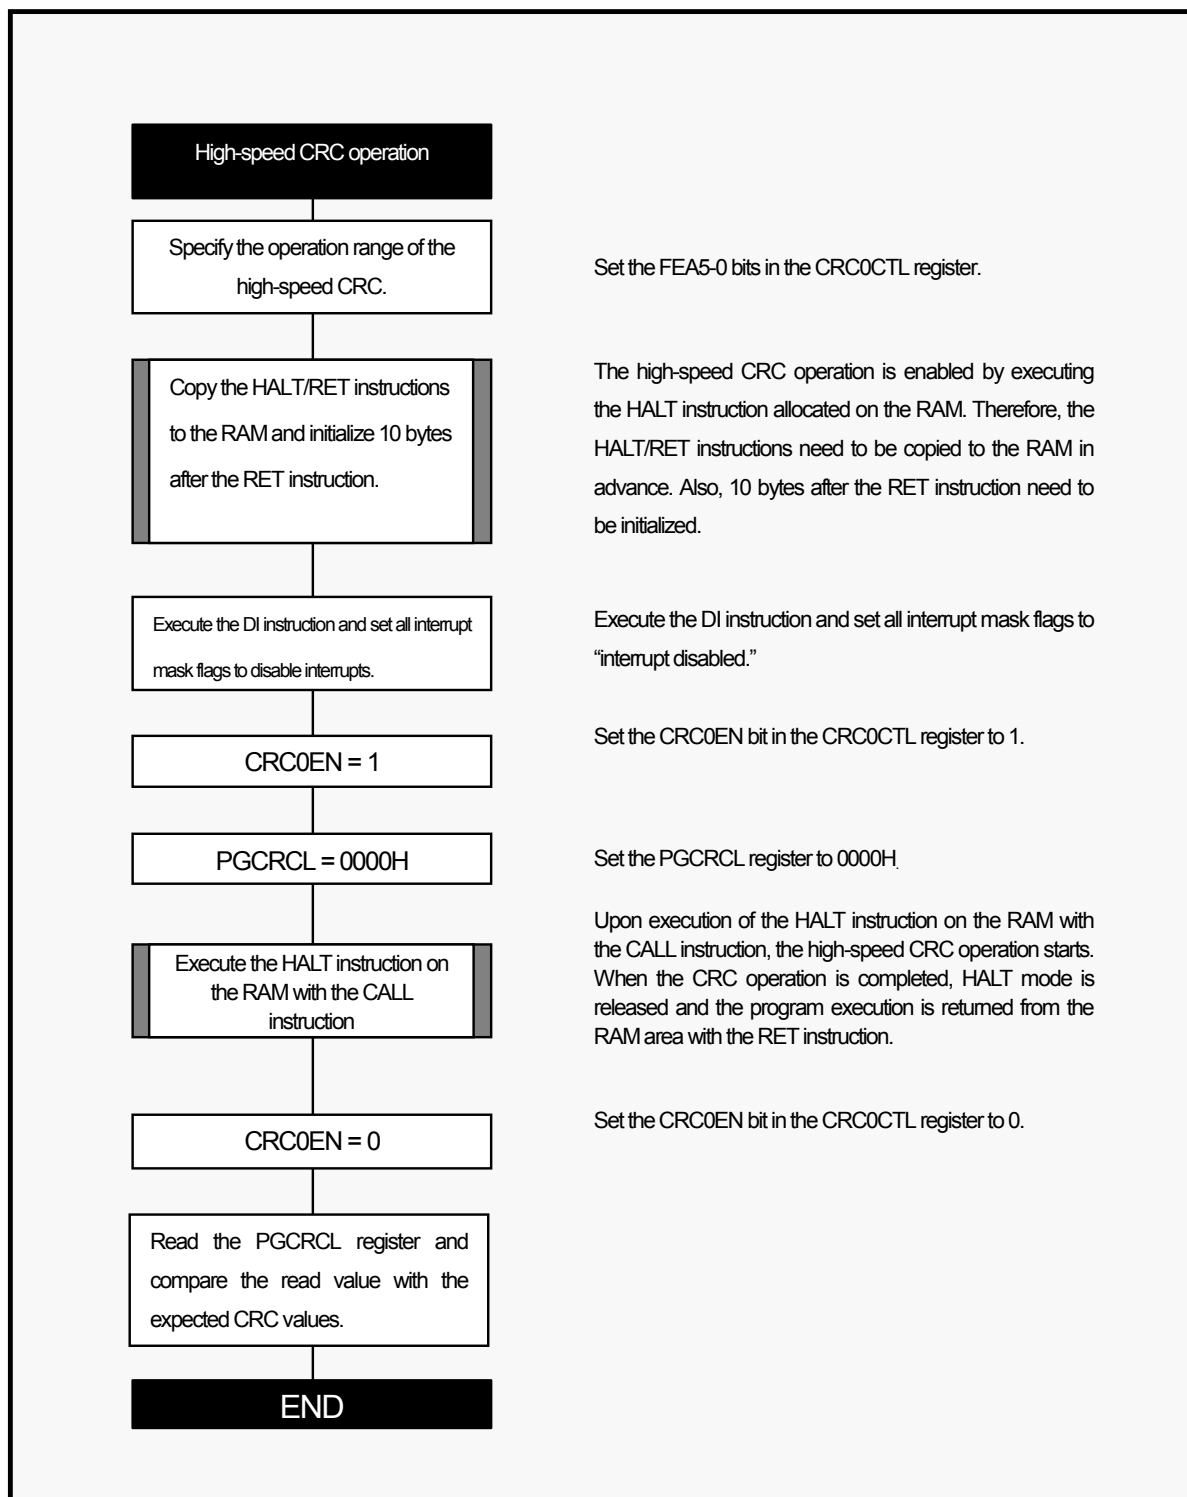 High-speed CRC operation
Specify the operation range of the
high-speed CRC.
Set the FEA5-0 bits in the CRC0CTL register.
Copy the HALT/RET instructions
to the RAM and initialize 10 bytes
after the RET instruction.
The high-speed CRC operation is enabled by executing
the HALT instruction allocated on the RAM. Therefore, the
HALT/RET instructions need to be copied to the RAM in
advance. Also, 10 bytes after the RET instruction need to
be initialized.
Execute the DI instruction and set all interrupt
mask flags to disable interrupts.
Execute the DI instruction and set all interrupt mask flags to
“interrupt disabled.”
CRC0EN = 1
Set the CRC0EN bit in the CRC0CTL register to 1.
PGCRCL = 0000H
Set the PGCRCL register to 0000H.
Execute the HALT instruction on
the RAM with the CALL
instruction
Upon execution of the HALT instruction on the RAM with
the CALL instruction, the high-speed CRC operation starts.
When the CRC operation is completed, HALT mode is
released and the program execution is returned from the
RAM area with the RET instruction.
CRC0EN = 0
Set the CRC0EN bit in the CRC0CTL register to 0.
Read the PGCRCL register and
compare the read value with the
expected CRC values.
END